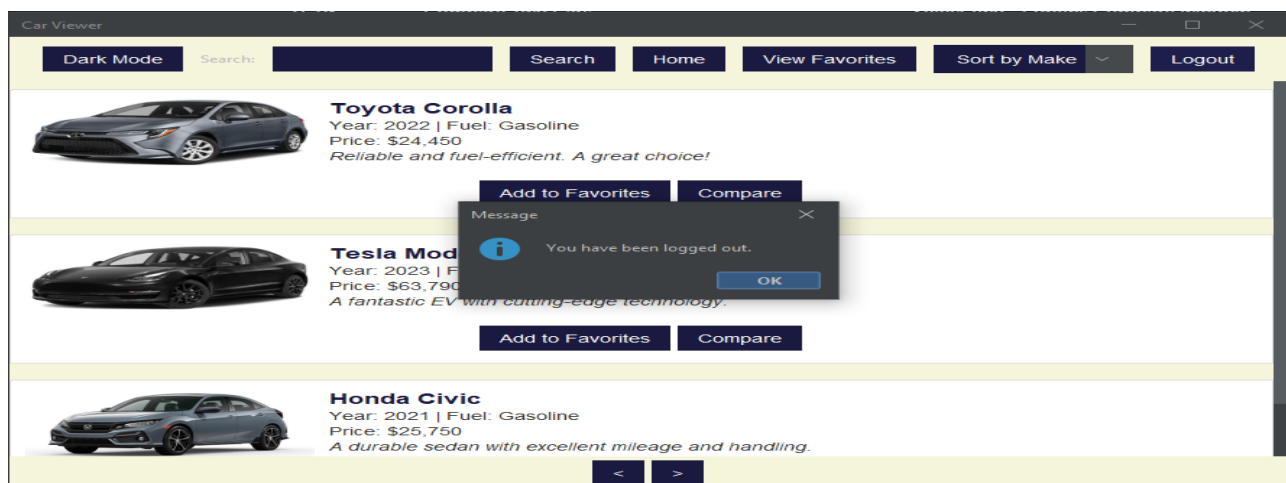 Car Viewer
Dark Mode Search: Search Home View Favorites Sort by Make Logout
Toyota Corolla
Year: 2022 | Fuel: Gasoline
Price: $24,450
Reliable and fuel-efficient. A great choice!
Add to Favorites Compare
Message
You have been logged out.
OK
Tesla Mod
Year: 2023 | F
Price: $63,790
A fantastic EV with cutting-edge technology.
Add to Favorites Compare
Honda Civic
Year: 2021 | Fuel: Gasoline
Price: $25,750
A durable sedan with excellent mileage and handling.
< >